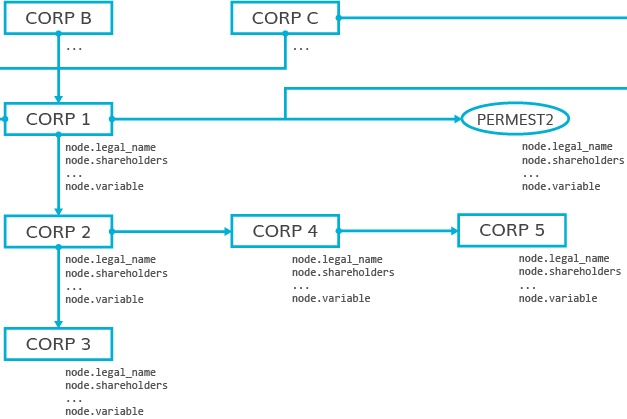 CORP B
CORP C
...
...
CORP 1
PERMEST2
node.legal_name
node.shareholders
...
node.variable
node.legal_name
node.shareholders
...
node.variable
CORP 2
CORP 4
CORP 5
node.legal_name
node.shareholders
...
node.variable
node.legal_name
node.shareholders
...
node.variable
node.legal_name
node.shareholders
...
node.variable
CORP 3
node.legal_name
node.shareholders
...
node.variable